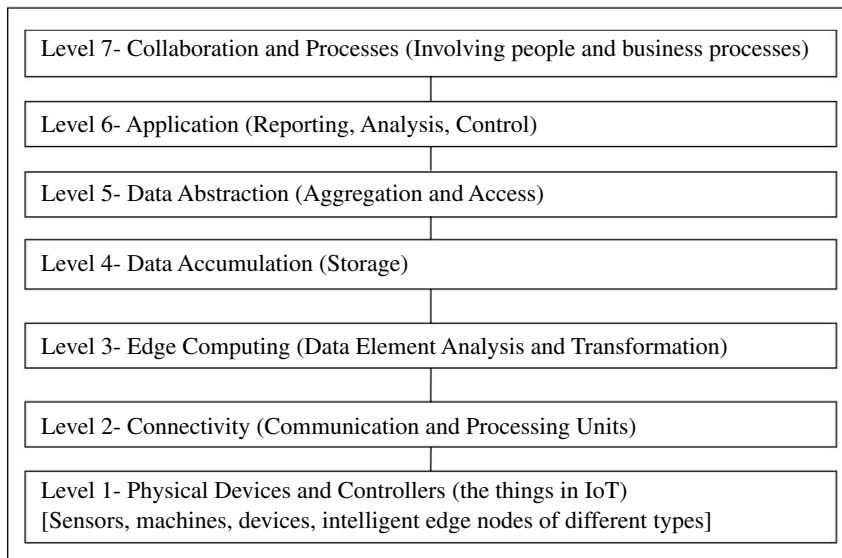 Level 7- Collaboration and Processes (Involving people and business processes)
Level 6- Application (Reporting, Analysis, Control)
Level 5- Data Abstraction (Aggregation and Access)
Level 4- Data Accumulation (Storage)
Level 3- Edge Computing (Data Element Analysis and Transformation)
Level 2- Connectivity (Communication and Processing Units)
Level 1- Physical Devices and Controllers (the things in IoT)
[Sensors, machines, devices, intelligent edge nodes of different types]